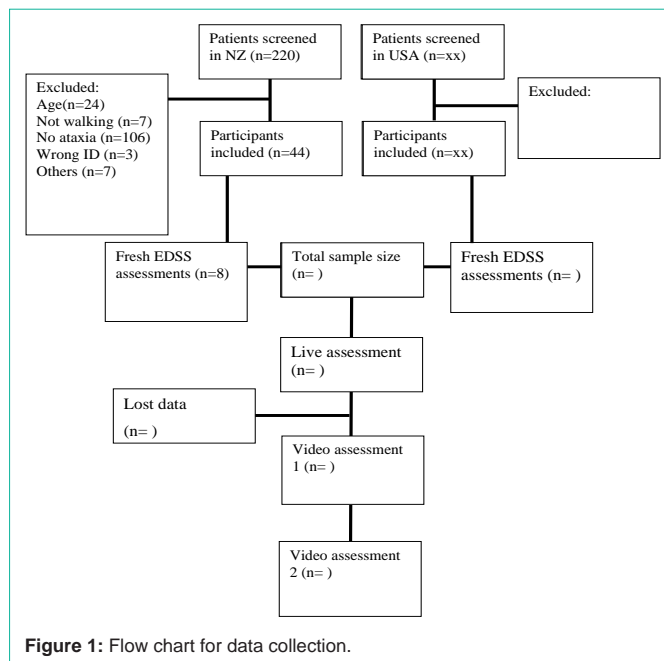 Patients screened
in NZ (n=220)
Patients screened
in USA (n=xx)
Excluded:
Age(n=24)
Not walking (n=7)
No ataxia (n=106)
Wrong ID (n=3)
Others (n=7)
Excluded:
Participants
included (n=44)
Participants
included (n=xx)
Fresh EDSS
assessments (n=8)
Total sample size
(n= )
Fresh EDSS
assessments (n= )
Live assessment
(n= )
Lost data
(n= )
Video assessment
1 (n= )
Video assessment
2 (n= )
Figure 1: Flow chart for data collection.